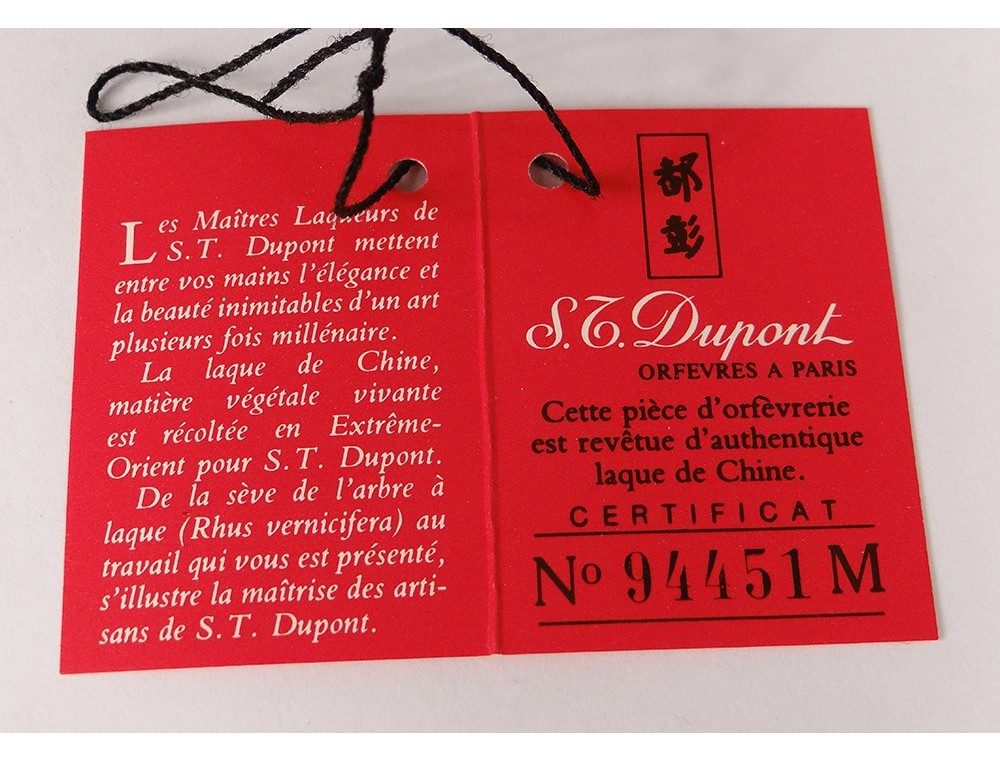 Les Maîtres Laqueurs de
S.T. Dupont mettent
entre vos mains l'élégance et
la beauté inimitables d'un art
plusieurs fois millénaire.
La laque de Chine,
matière végétale vivante
est récoltée en Extrême-
Orient pour S.T. Dupont.
De la sève de l'arbre à
laque (Rhus vernicifera) au
travail qui vous est présenté,
s'illustre la maîtrise des arti-
sans de S.T. Dupont.
都
彭
S.T. Dupont
ORFEVRES A PARIS
Cette pièce d'orfèvrerie
est revêtue d'authentique
laque de Chine.
CERTIFICAT
No 94451 M